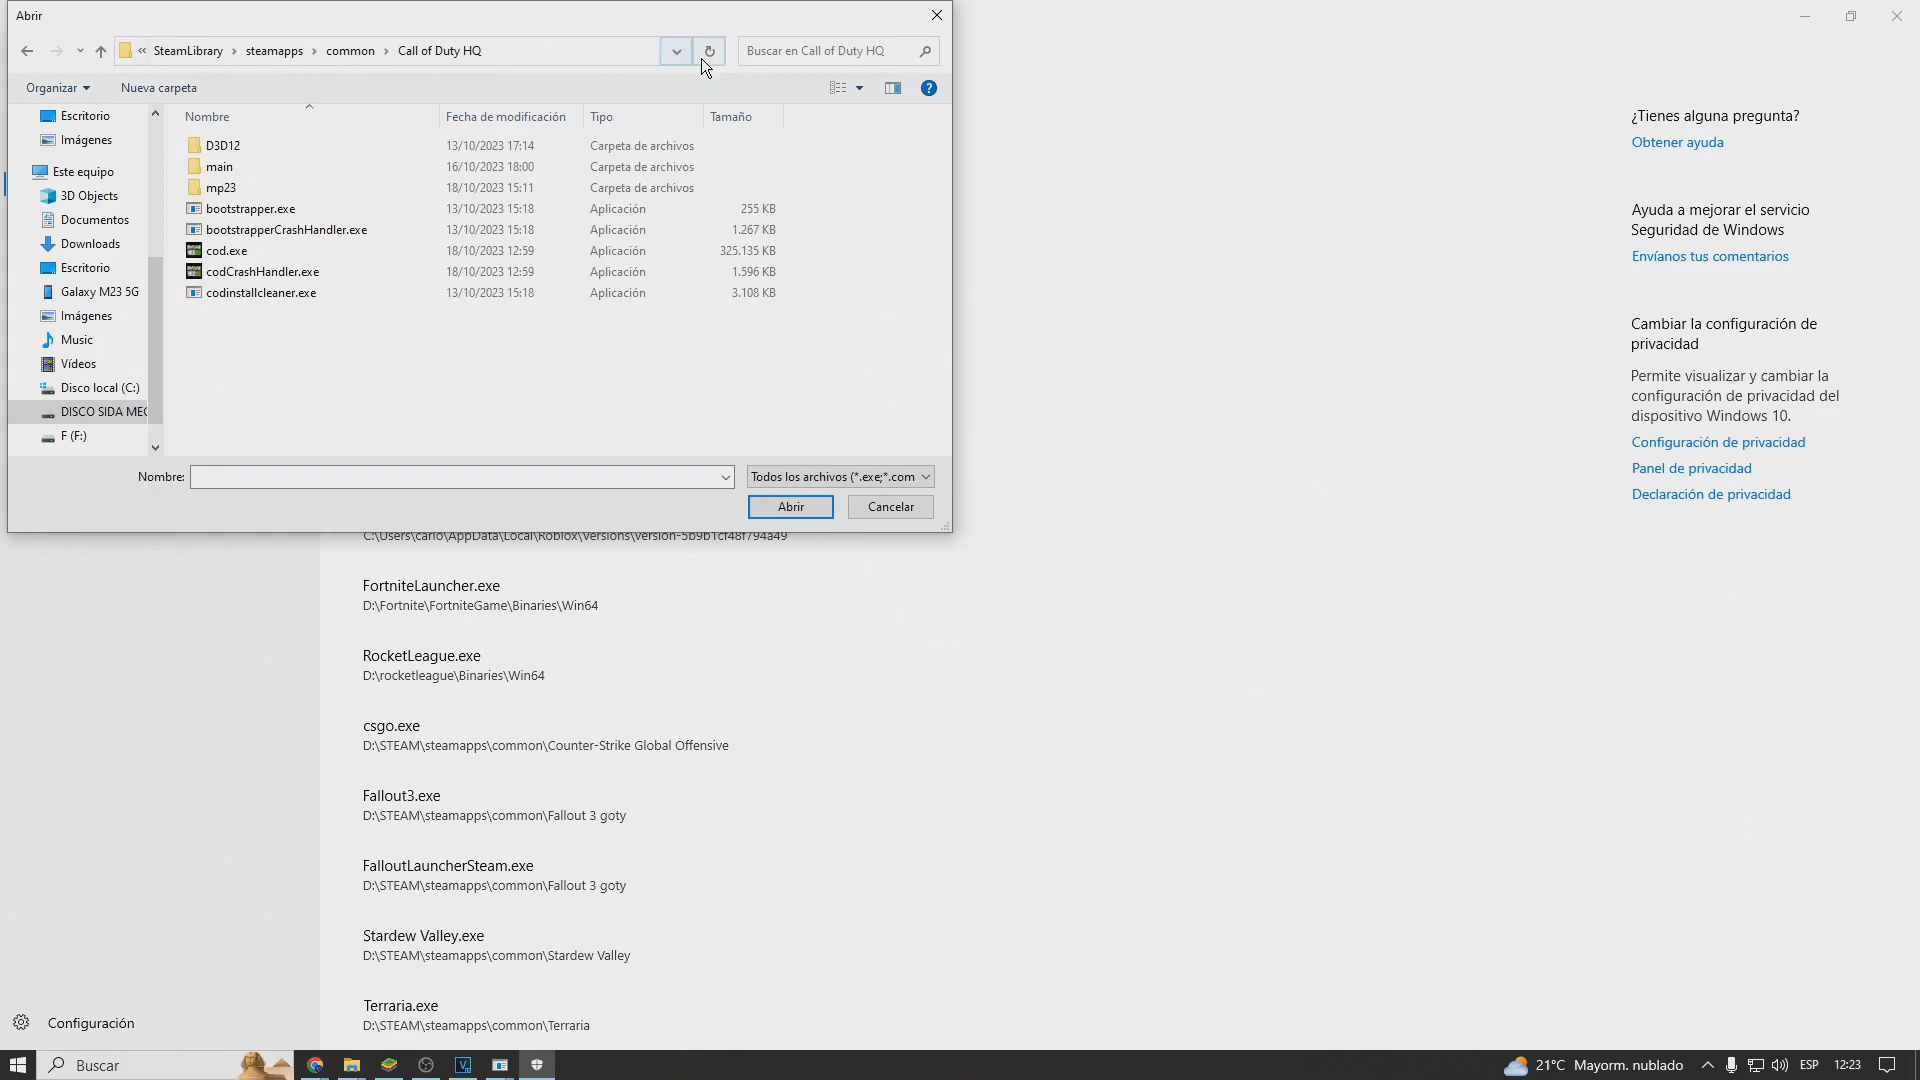 Abrir
« SteamLibrary › steamapps › common › Call of Duty HQ
Buscar en Call of Duty HQ
Organizar
Nueva carpeta
Escritorio
Imágenes
Este equipo
3D Objects
Documentos
Downloads
Escritorio
Galaxy M23 5G
Imágenes
Music
Vídeos
Disco local (C:)
DISCO SIDA MEC
F (F:)
Nombre Fecha de modificación Tipo Tamaño
D3D12 13/10/2023 17:14 Carpeta de archivos
main 16/10/2023 18:00 Carpeta de archivos
mp23 18/10/2023 15:11 Carpeta de archivos
bootstrapper.exe 13/10/2023 15:18 Aplicación 255 KB
bootstrapperCrashHandler.exe 13/10/2023 15:18 Aplicación 1.267 KB
cod.exe 18/10/2023 12:59 Aplicación 325.135 KB
codCrashHandler.exe 18/10/2023 12:59 Aplicación 1.596 KB
codinstallcleaner.exe 13/10/2023 15:18 Aplicación 3.108 KB
Nombre:
Todos los archivos (*.exe;*.com
Abrir
Cancelar
C:\Users\carlo\AppData\Local\Roblox\Versions\version-5b9b1cf48f794a49
FortniteLauncher.exe
D:\Fortnite\FortniteGame\Binaries\Win64
RocketLeague.exe
D:\rocketleague\Binaries\Win64
csgo.exe
D:\STEAM\steamapps\common\Counter-Strike Global Offensive
Fallout3.exe
D:\STEAM\steamapps\common\Fallout 3 goty
FalloutLauncherSteam.exe
D:\STEAM\steamapps\common\Fallout 3 goty
Stardew Valley.exe
D:\STEAM\steamapps\common\Stardew Valley
Terraria.exe
D:\STEAM\steamapps\common\Terraria
¿Tienes alguna pregunta?
Obtener ayuda
Ayuda a mejorar el servicio
Seguridad de Windows
Envíanos tus comentarios
Cambiar la configuración de
privacidad
Permite visualizar y cambiar la
configuración de privacidad del
dispositivo Windows 10.
Configuración de privacidad
Panel de privacidad
Declaración de privacidad
Configuración
Buscar
21°C Mayorm. nublado
ESP
12:23